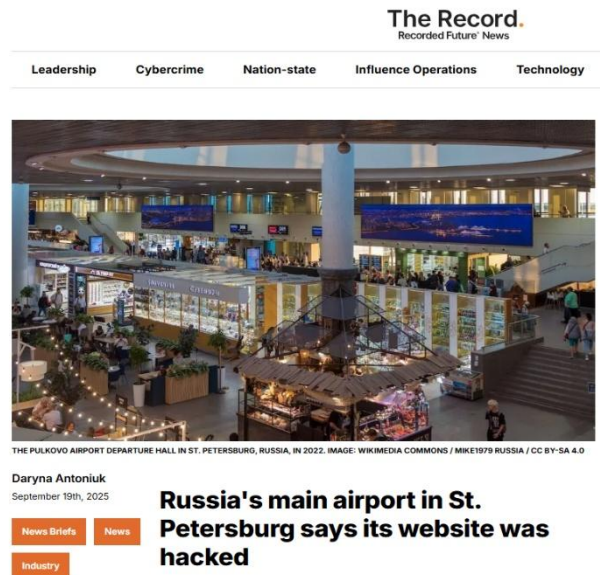 The Record.
Recorded Future® News
Leadership Cybercrime Nation-state Influence Operations Technology
THE PULKOVO AIRPORT DEPARTURE HALL IN ST. PETERSBURG, RUSSIA, IN 2022. IMAGE: WIKIMEDIA COMMONS / MIKE1979 RUSSIA / CC BY-SA 4.0
Daryna Antoniuk
September 19th, 2025
News Briefs
News
Industry
Russia's main airport in St.
Petersburg says its website was
hacked